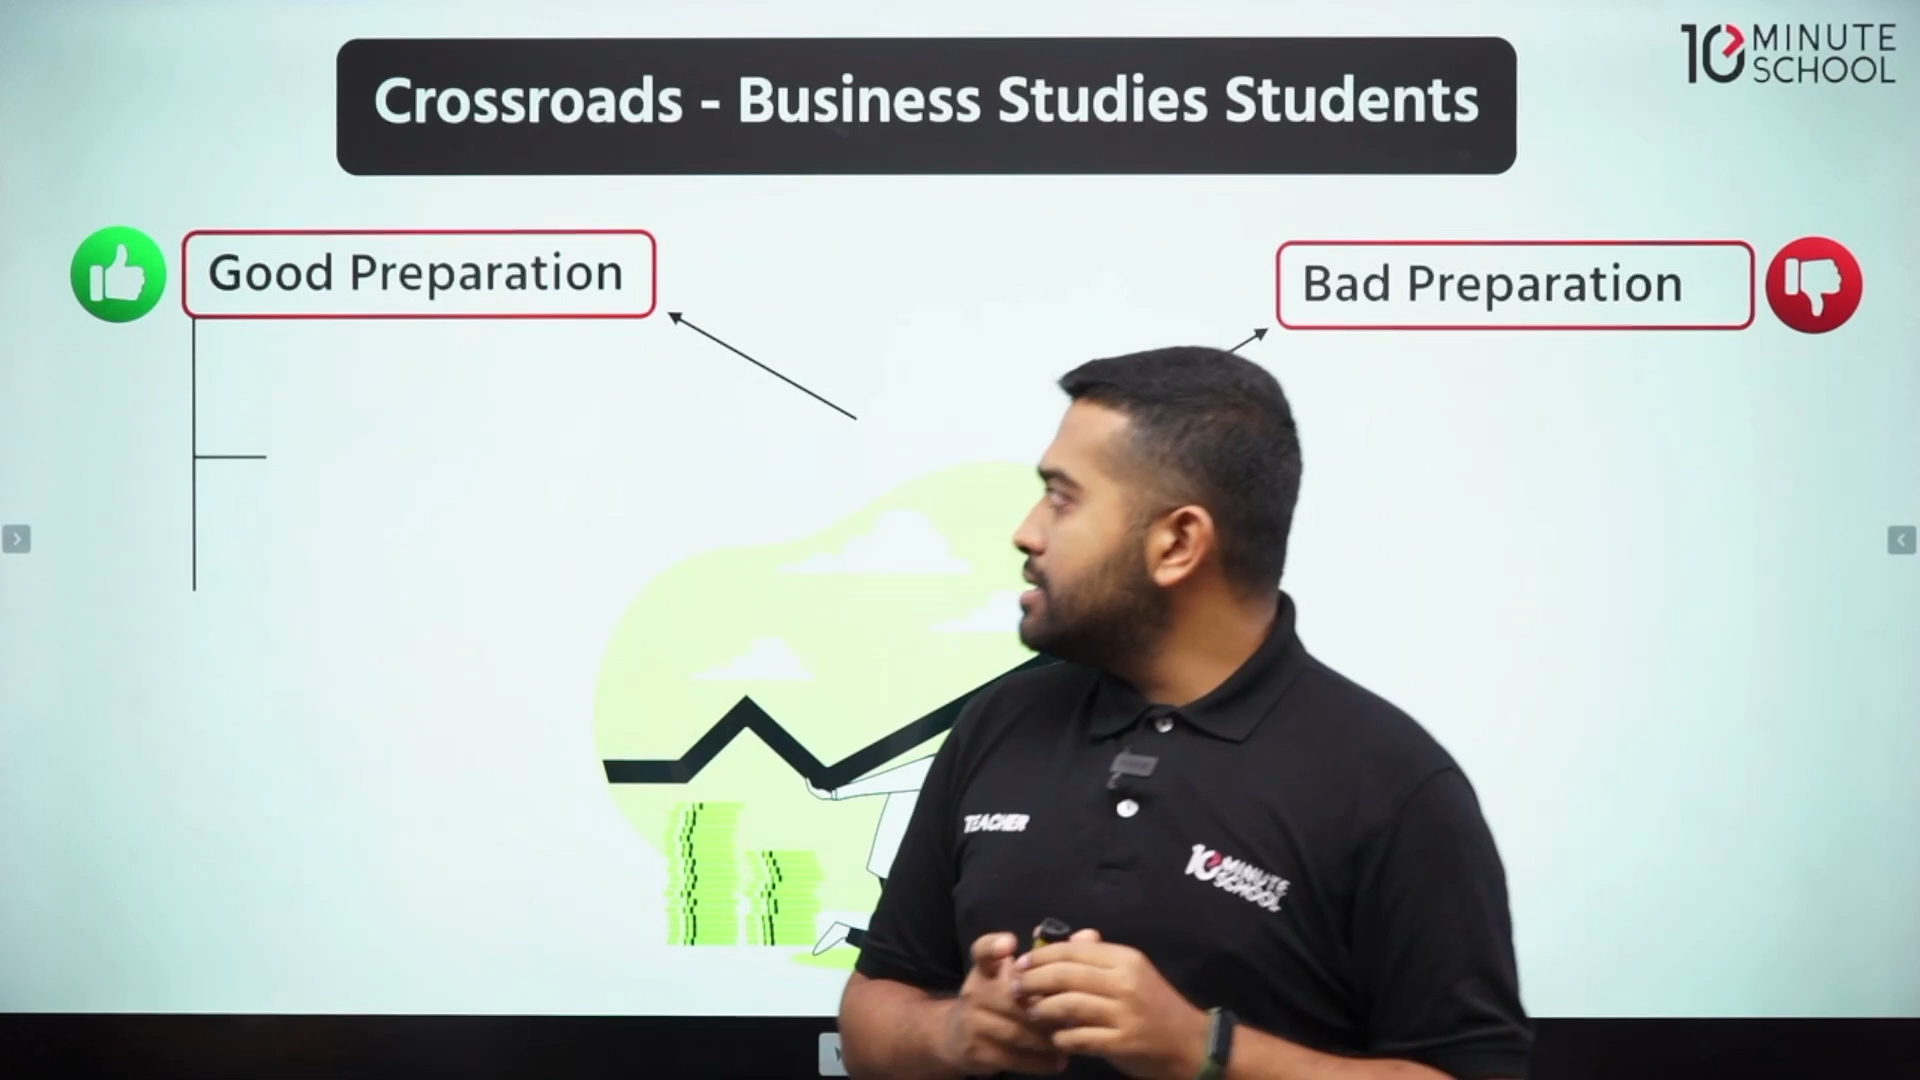 10 MINUTE
SCHOOL
Crossroads - Business Studies Students
Good Preparation
Bad Preparation
TEACHER
10 MINUTE
SCHOOL